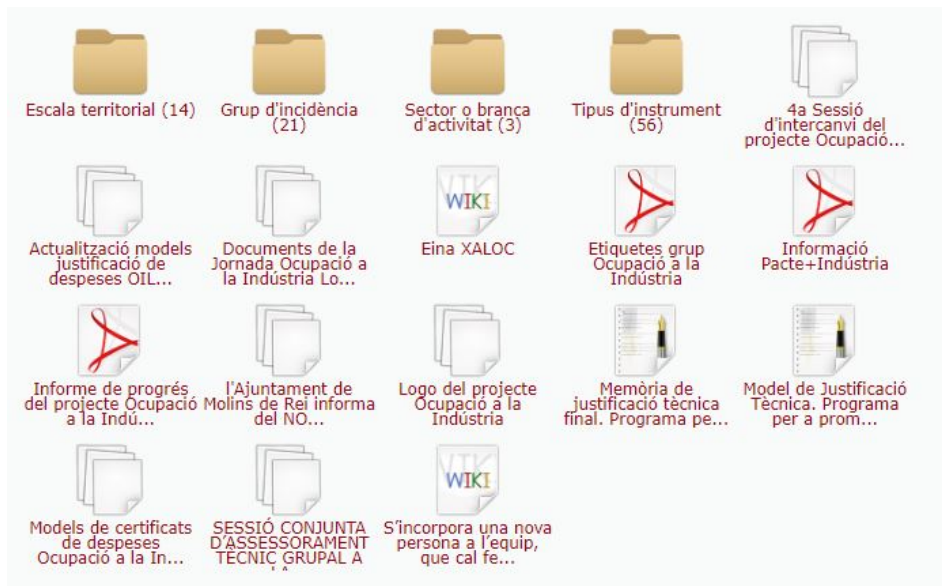 Escala territorial (14)
Grup d'incidència
(21)
Sector o branca
d'activitat (3)
Tipus d'instrument
(56)
4a Sessió
d'intercanvi del
projecte Ocupació...
Actualització models
justificació de
despeses OIL...
Documents de la
Jornada Ocupació a
la Indústria Lo...
WIKI
Eina XALOC
Etiquetes grup
Ocupació a la
Indústria
Informació
Pacte+Indústria
Informe de progrés
del projecte Ocupació
a la Indú...
l'Ajuntament de
Molins de Rei informa
del NO...
Logo del projecte
Ocupació a la
Indústria
Memòria de
justificació tècnica
final. Programa pe...
Model de Justificació
Tècnica. Programa
per a prom...
Models de certificats
de despeses
Ocupació a la In...
SESSIÓ CONJUNTA
D'ASSESSORAMENT
TÈCNIC GRUPAL A
WIKI
S'incorpora una nova
persona a l'equip,
que cal fe...